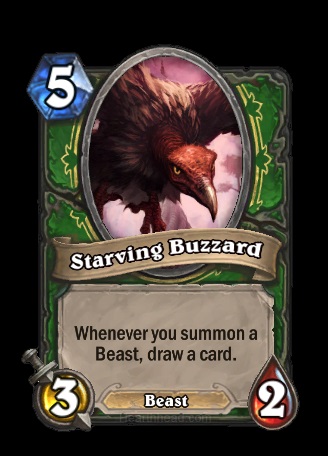 5
Starving Buzzard
Whenever you summon a
Beast, draw a card.
3
Beast
2